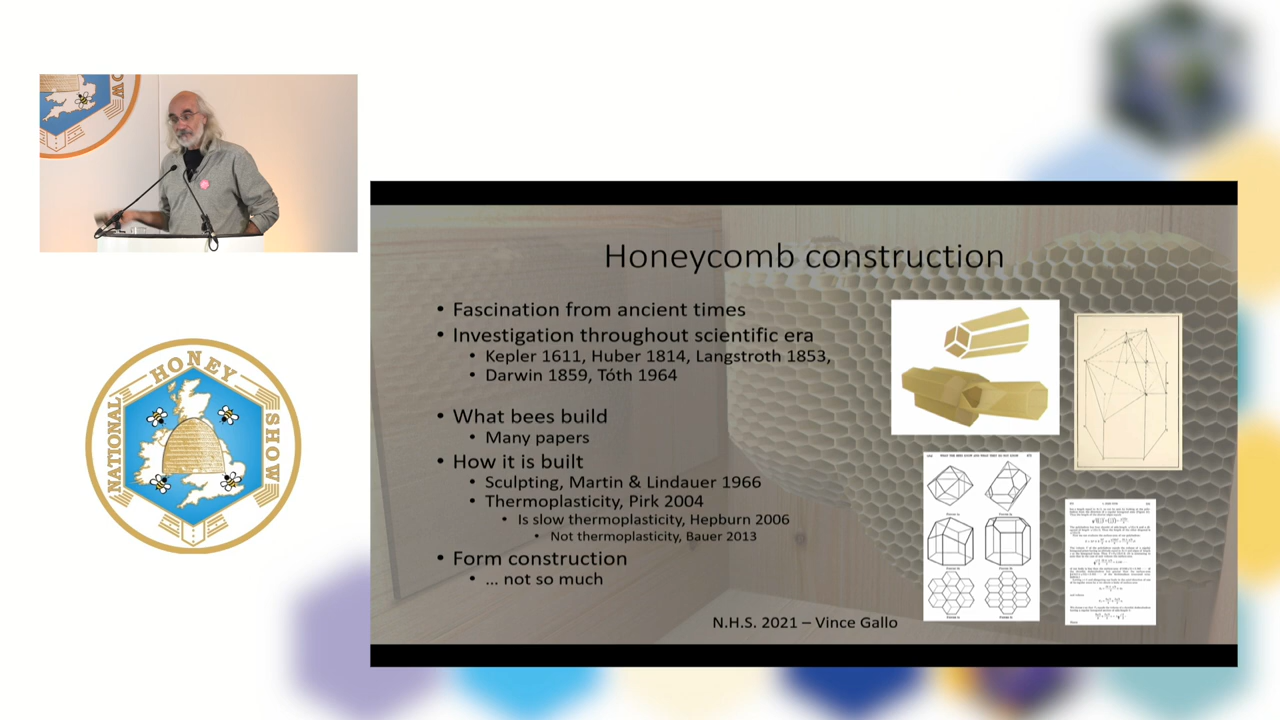 NATIONAL HONEY SHOW
Honeycomb construction
• Fascination from ancient times
• Investigation throughout scientific era
• Kepler 1611, Huber 1814, Langstroth 1853,
• Darwin 1859, Tóth 1964
• What bees build
• Many papers
• How it is built
• Sculpting, Martin & Lindauer 1966
• Thermoplasticity, Pirk 2004
• Is slow thermoplasticity, Hepburn 2006
• Not thermoplasticity, Bauer 2013
• Form construction
• ... not so much
N.H.S. 2021 – Vince Gallo